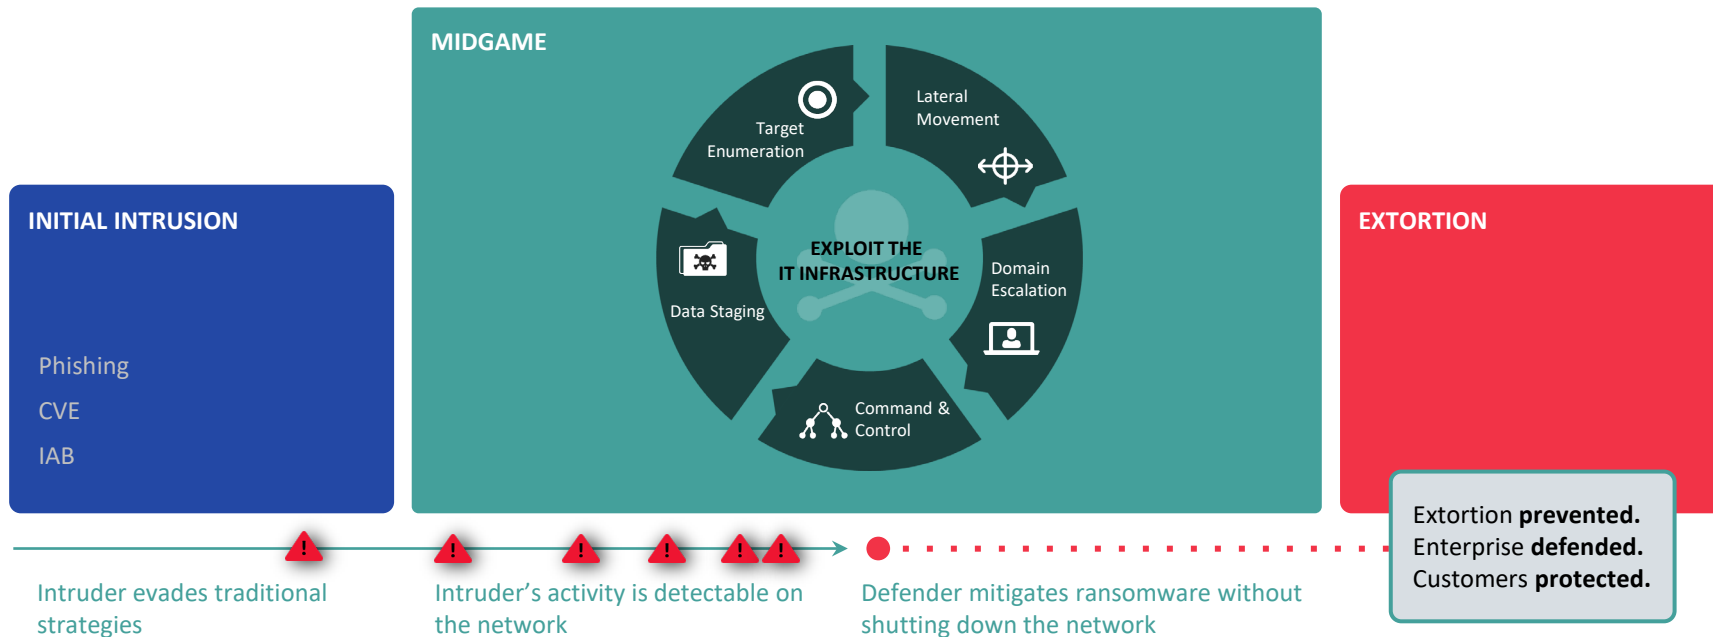 MIDGAME
Target
Enumeration
Lateral
Movement
INITIAL INTRUSION
Phishing
CVE
IAB
EXPLOIT THE
IT INFRASTRUCTURE
Data Staging
Domain
Escalation
Command &
Control
EXTORTION
Extortion prevented.
Enterprise defended.
Customers protected.
Intruder evades traditional
strategies
Intruder’s activity is detectable on
the network
Defender mitigates ransomware without
shutting down the network